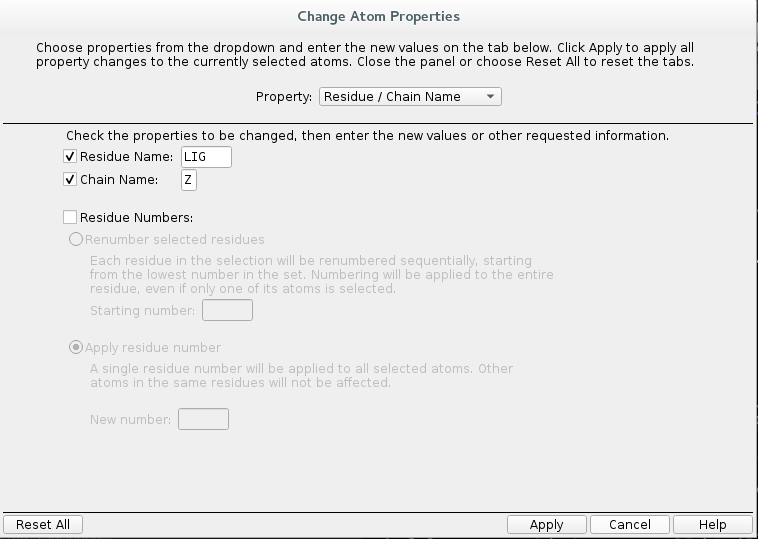 Change Atom Properties
Choose properties from the dropdown and enter the new values on the tab below. Click Apply to apply all
property changes to the currently selected atoms. Close the panel or choose Reset All to reset the tabs.
Property: Residue / Chain Name
Check the properties to be changed, then enter the new values or other requested information.
Residue Name: LIG
Chain Name: Z
Residue Numbers:
Renumber selected residues
Each residue in the selection will be renumbered sequentially, starting
from the lowest number in the set. Numbering will be applied to the entire
residue, even if only one of its atoms is selected.
Starting number:
Apply residue number
A single residue number will be applied to all selected atoms. Other
atoms in the same residues will not be affected.
New number:
Reset All Apply Cancel Help